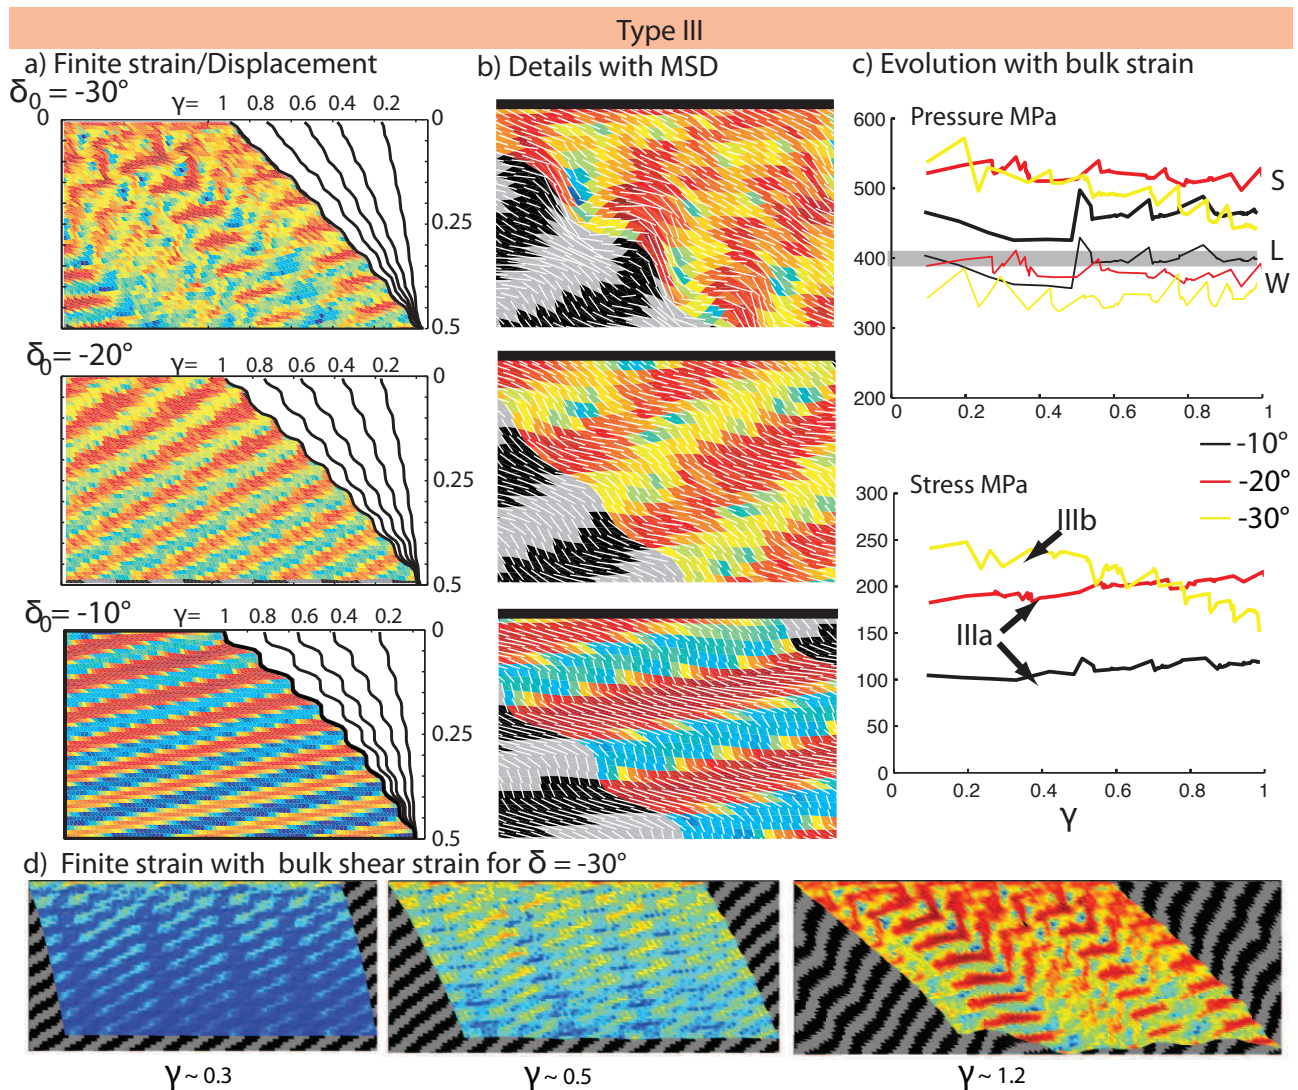 Type III
a) Finite strain/Displacement
b) Details with MSD
c) Evolution with bulk strain
δ0 = -30°
γ= 1 0.8 0.6 0.4 0.2
0
0
0.25
0.5
δ0 = -20°
γ= 1 0.8 0.6 0.4 0.2
0
0.25
0.5
δ0 = -10°
γ= 1 0.8 0.6 0.4 0.2
0
0.25
0.5
Pressure MPa
600
500
400
300
200
S
L
W
0 0.2 0.4 0.6 0.8 1
-10°
-20°
-30°
Stress MPa
300
250
200
150
100
50
0
IIIb
IIIa
0 0.2 0.4 0.6 0.8 1
γ
d) Finite strain with bulk shear strain for δ = -30°
γ ~ 0.3
γ ~ 0.5
γ ~ 1.2